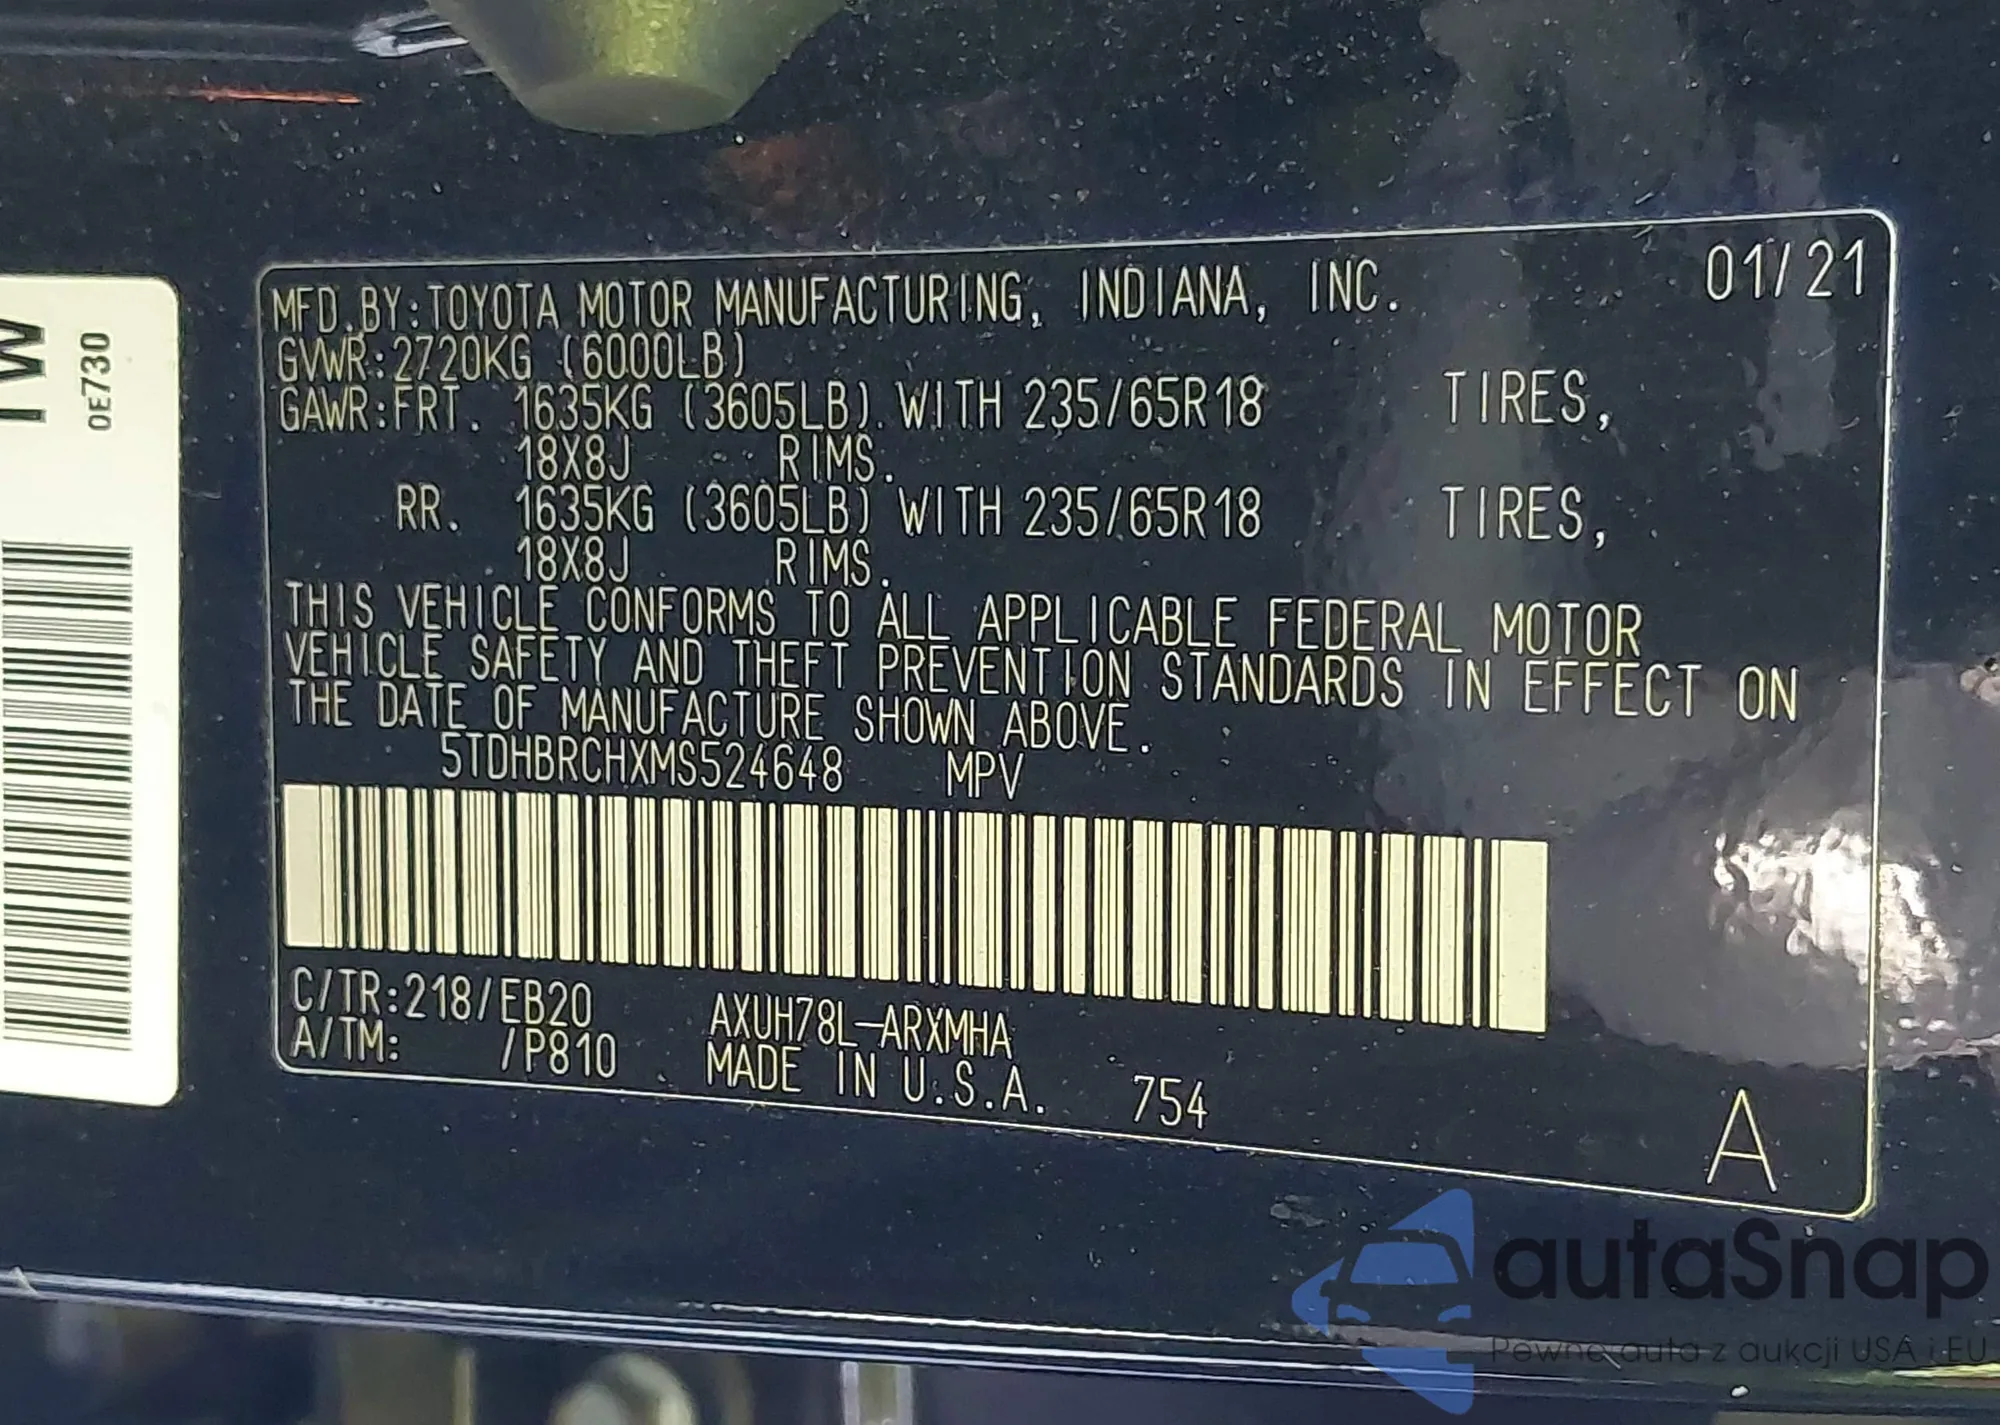 TW
0E730
01/21
MFD.BY:TOYOTA MOTOR MANUFACTURING, INDIANA, INC.
GVWR:2720KG (6000LB)
GAWR:FRT. 1635KG (3605LB) WITH 235/65R18 TIRES,
18X8J RIMS.
RR. 1635KG (3605LB) WITH 235/65R18 TIRES,
18X8J RIMS.
THIS VEHICLE CONFORMS TO ALL APPLICABLE FEDERAL MOTOR
VEHICLE SAFETY AND THEFT PREVENTION STANDARDS IN EFFECT ON
THE DATE OF MANUFACTURE SHOWN ABOVE.
5TDHBRCHXMS524648 MPV
C/TR:218/EB20 AXUH78L-ARXMHA
A/TM: /P810 MADE IN U.S.A. 754
A
autaSnap
Pewne auta z aukcji USA i EU